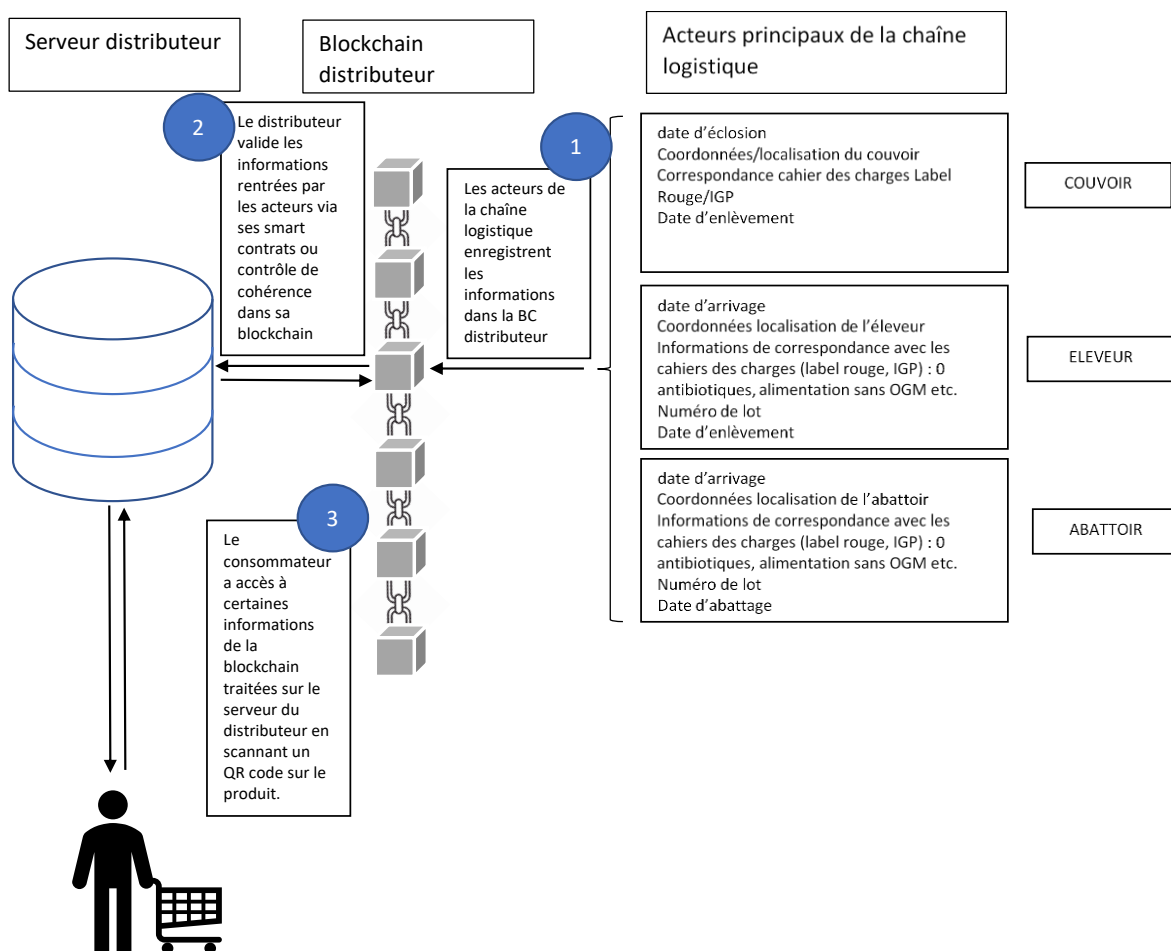 Serveur distributeur
Blockchain
distributeur
Acteurs principaux de la chaîne
logistique
2
Le distributeur
valide les
informations
rentrées par
les acteurs via
ses smart
contrats ou
contrôle de
cohérence
dans sa
blockchain
1
Les acteurs de
la chaîne
logistique
enregistrent
les
informations
dans la BC
distributeur
date d'éclosion
Coordonnées/localisation du couvoir
Correspondance cahier des charges Label
Rouge/IGP
Date d'enlèvement
COUVOIR
date d'arrivage
Coordonnées localisation de l'éleveur
Informations de correspondance avec les
cahiers des charges (label rouge, IGP) : 0
antibiotiques, alimentation sans OGM etc.
Numéro de lot
Date d'enlèvement
ELEVEUR
date d'arrivage
Coordonnées localisation de l'abattoir
Informations de correspondance avec les
cahiers des charges (label rouge, IGP) : 0
antibiotiques, alimentation sans OGM etc.
Numéro de lot
Date d'abattage
ABATTOIR
3
Le
consommateur
a accès à
certaines
informations
de la
blockchain
traitées sur le
serveur du
distributeur en
scannant un
QR code sur le
produit.